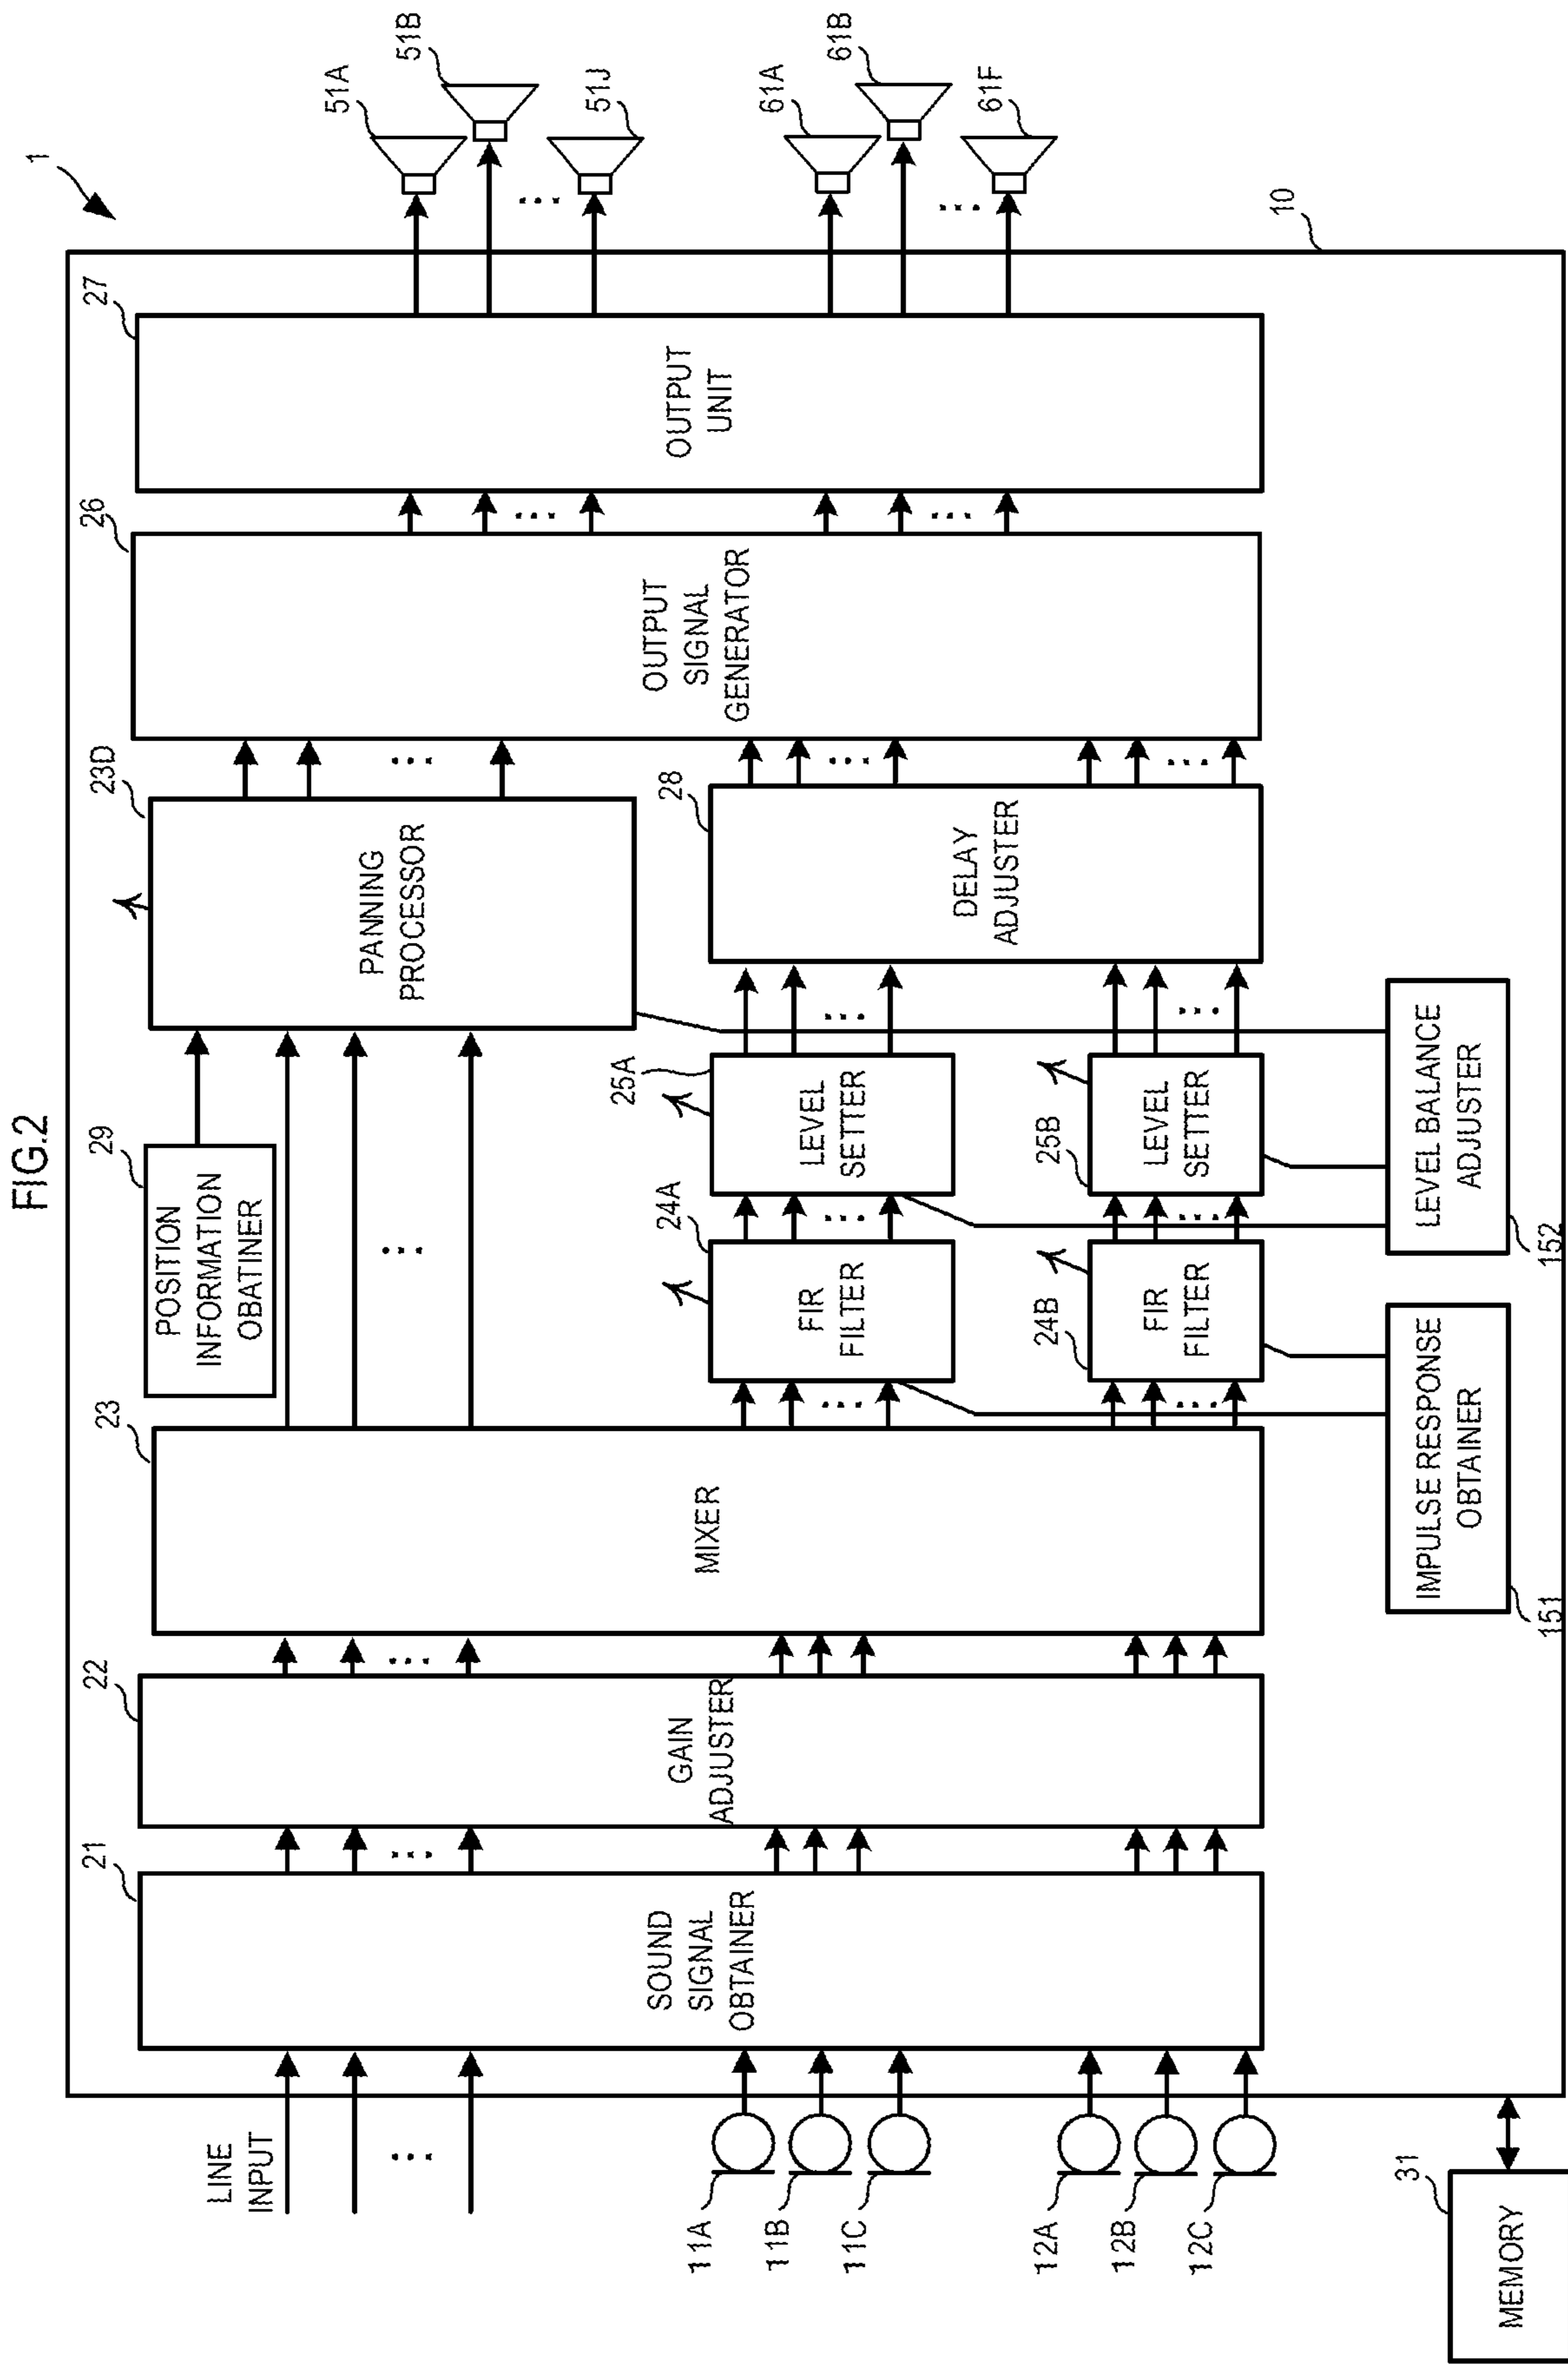 FIG.2
1
10
LINE
INPUT
11A
11B
11C
12A
12B
12C
21
SOUND
SIGNAL
OBTAINER
22
GAIN
ADJUSTER
23
MIXER
29
POSITION
INFORMATION
OBATINER
23D
PANNING
PROCESSOR
24A
FIR
FILTER
25A
LEVEL
SETTER
24B
FIR
FILTER
25B
LEVEL
SETTER
28
DELAY
ADJUSTER
26
OUTPUT
SIGNAL
GENERATOR
27
OUTPUT
UNIT
51A
51B
51J
61A
61B
61F
IMPULSE RESPONSE
OBTAINER
151
LEVEL BALANCE
ADJUSTER
152
31
MEMORY